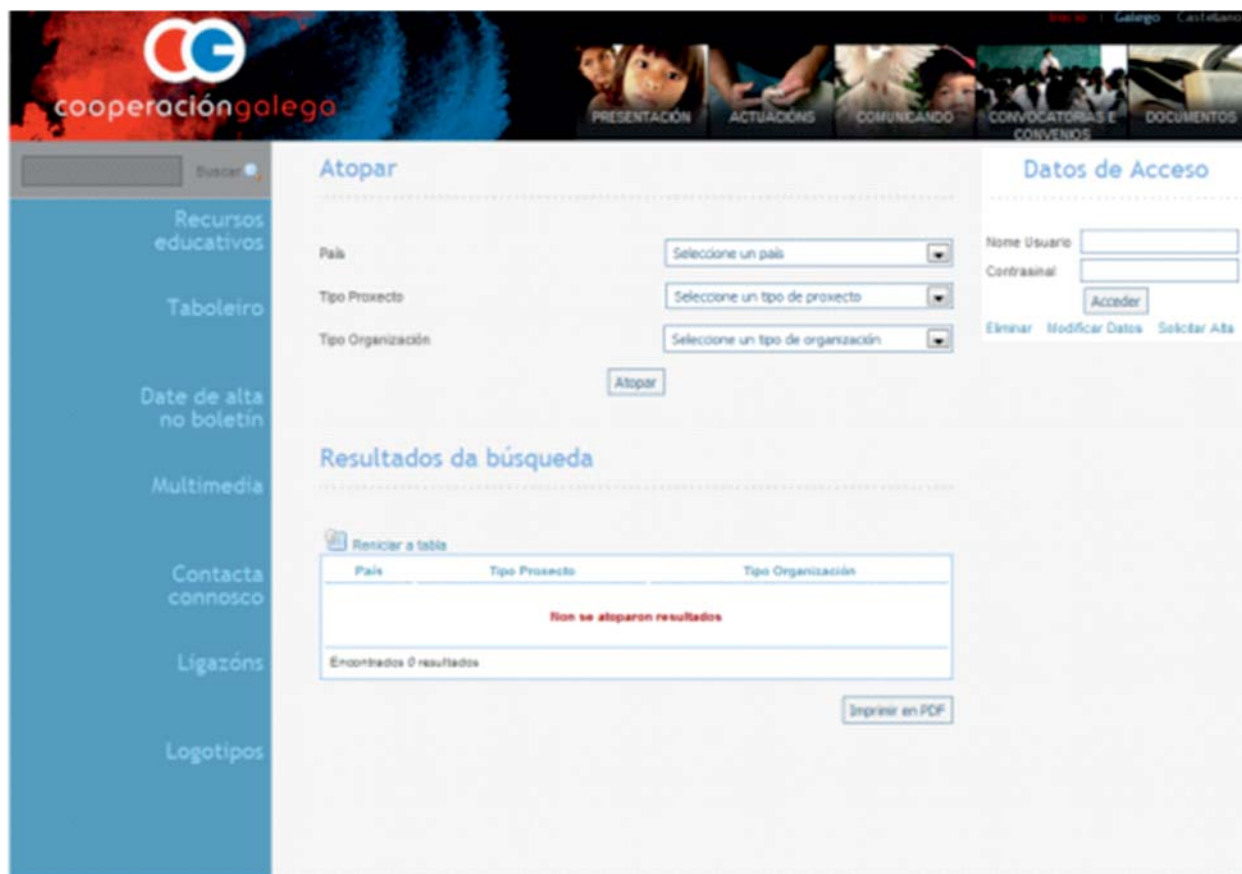 Inicio | Galego Castellano
cooperacióngalega
PRESENTACIÓN
ACTUACIÓNS
COMUNICANDO
CONVOCATORIAS E
CONVENIOS
DOCUMENTOS
Buscar
Recursos
educativos
Taboleiro
Date de alta
no boletín
Multimedia
Contacta
connosco
Ligazóns
Logotipos
Atopar
País
Seleccione un país
Tipo Proxecto
Seleccione un tipo de proxecto
Tipo Organización
Seleccione un tipo de organización
Atopar
Resultados da búsqueda
Reniciar a tabla
País Tipo Proxecto Tipo Organización
Non se atoparon resultados
Encontrados 0 resultados
Imprimir en PDF
Datos de Acceso
Nome Usuario
Contrasinal
Acceder
Eliminar Modificar Datos Solicitar Alta